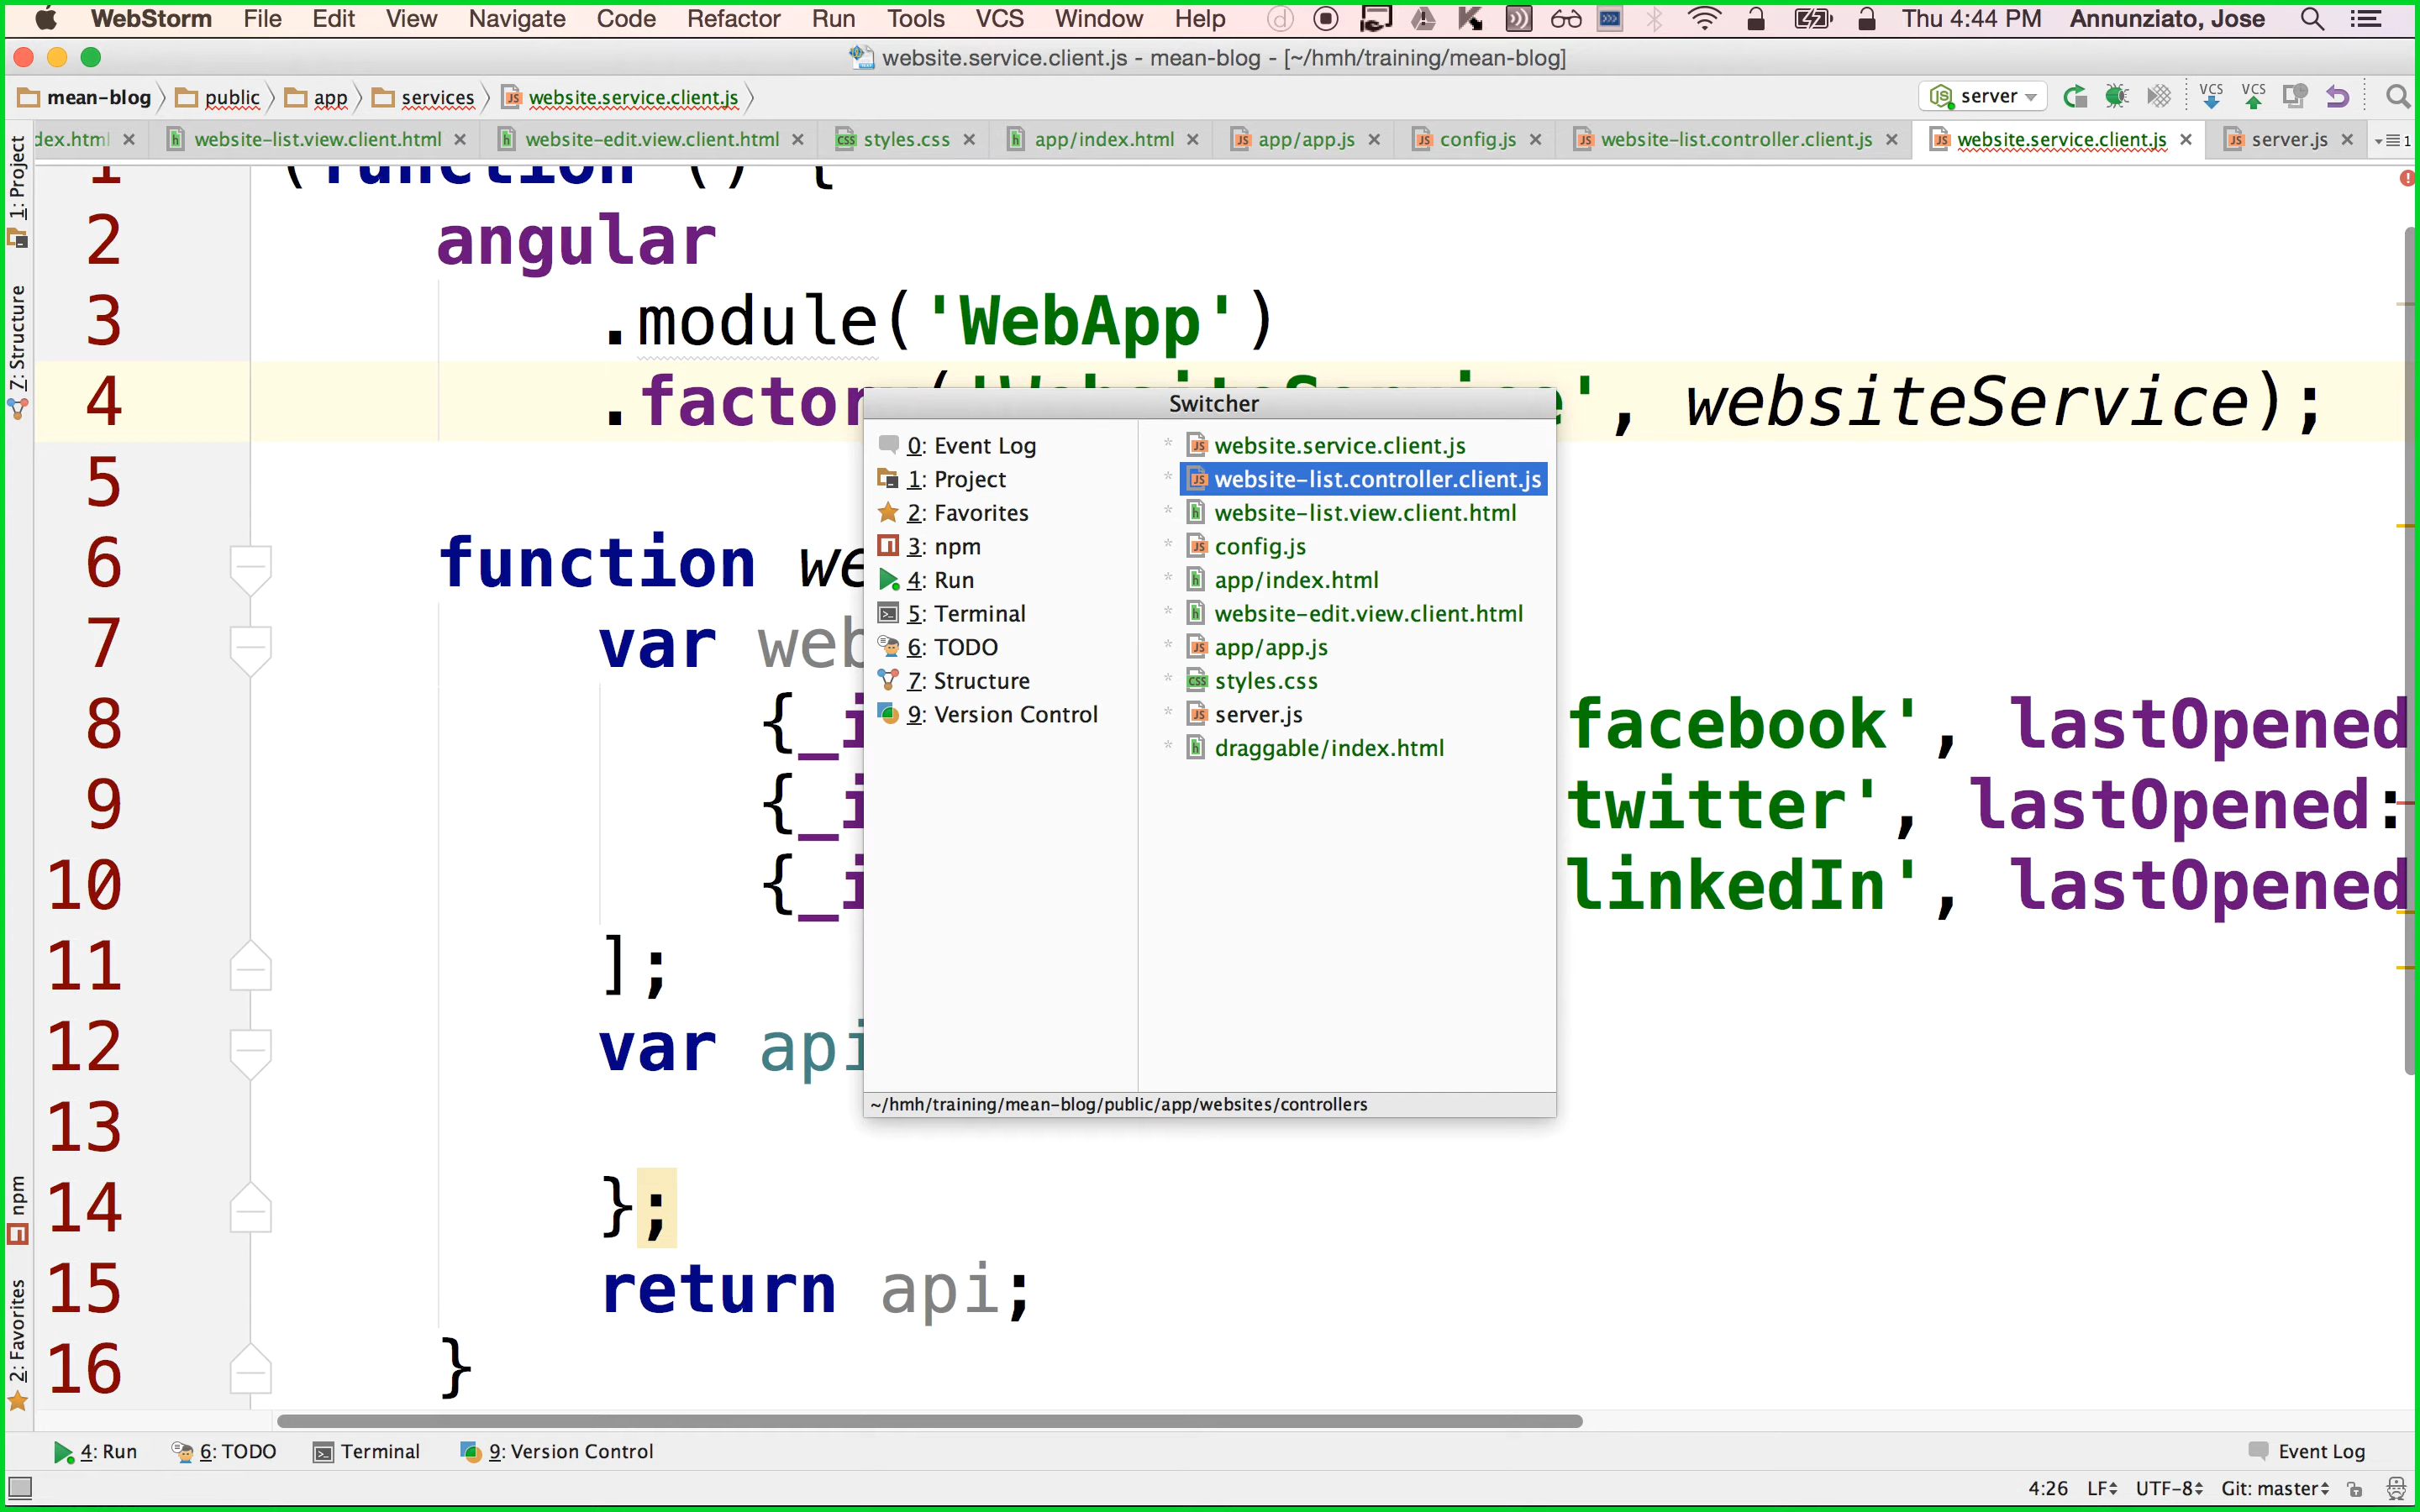 WebStorm File Edit View Navigate Code Refactor Run Tools VCS Window Help Thu 4:44 PM Annunziato, Jose
website.service.client.js - mean-blog - [~/hmh/training/mean-blog]
mean-blog public app services website.service.client.js server VCS VCS
dex.html website-list.view.client.html website-edit.view.client.html styles.css app/index.html app/app.js config.js website-list.controller.client.js website.service.client.js server.js 1
1: Project
7: Structure
npm
2: Favorites
1 (function () {
2 angular
3 .module('WebApp')
4 .factory('WebsiteService', websiteService);
5
6 function we
7 var web
8 {_i facebook', lastOpened
9 {_i twitter', lastOpened:
10 {_i linkedIn', lastOpened
11 ];
12 var api
13
14 };
15 return api;
16 }
Switcher
0: Event Log
1: Project
2: Favorites
3: npm
4: Run
5: Terminal
6: TODO
7: Structure
9: Version Control
website.service.client.js
website-list.controller.client.js
website-list.view.client.html
config.js
app/index.html
website-edit.view.client.html
app/app.js
styles.css
server.js
draggable/index.html
~/hmh/training/mean-blog/public/app/websites/controllers
4: Run 6: TODO Terminal 9: Version Control Event Log
4:26 LF UTF-8 Git: master